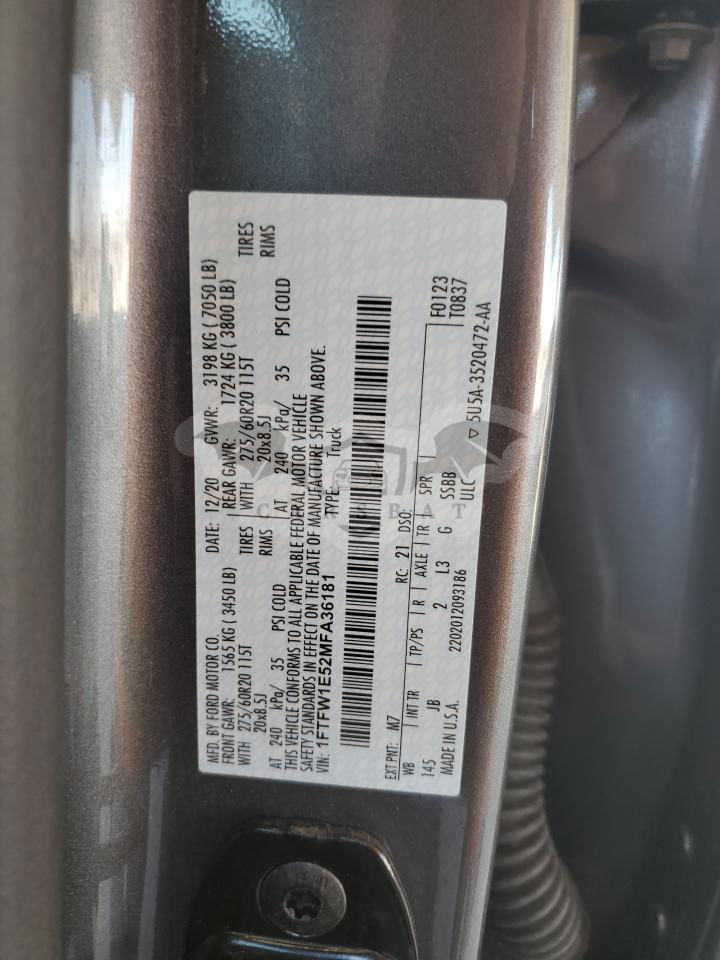 MFD. BY FORD MOTOR CO. DATE: 12/20 GVWR: 3198 KG ( 7050 LB)
FRONT GAWR: 1565 KG ( 3450 LB) REAR GAWR: 1724 KG ( 3800 LB)
WITH 275/60R20 115T TIRES WITH 275/60R20 115T TIRES
20x8.5J RIMS 20x8.5J RIMS
AT 240 kPa/ 35 PSI COLD AT 240 kPa/ 35 PSI COLD
THIS VEHICLE CONFORMS TO ALL APPLICABLE FEDERAL MOTOR VEHICLE
SAFETY STANDARDS IN EFFECT ON THE DATE OF MANUFACTURE SHOWN ABOVE.
VIN: 1FTFW1E52MFA36181 TYPE: Truck
EXT PNT: M7 RC: 21 DSO: F0123
WB INT TR TP/PS R AXLE TR SPR T0837
145 JB 2 L3 G SSBB
MADE IN U.S.A. 2202012093186 ULC ▽ 5U5A-3520472-AA
CARSBAT